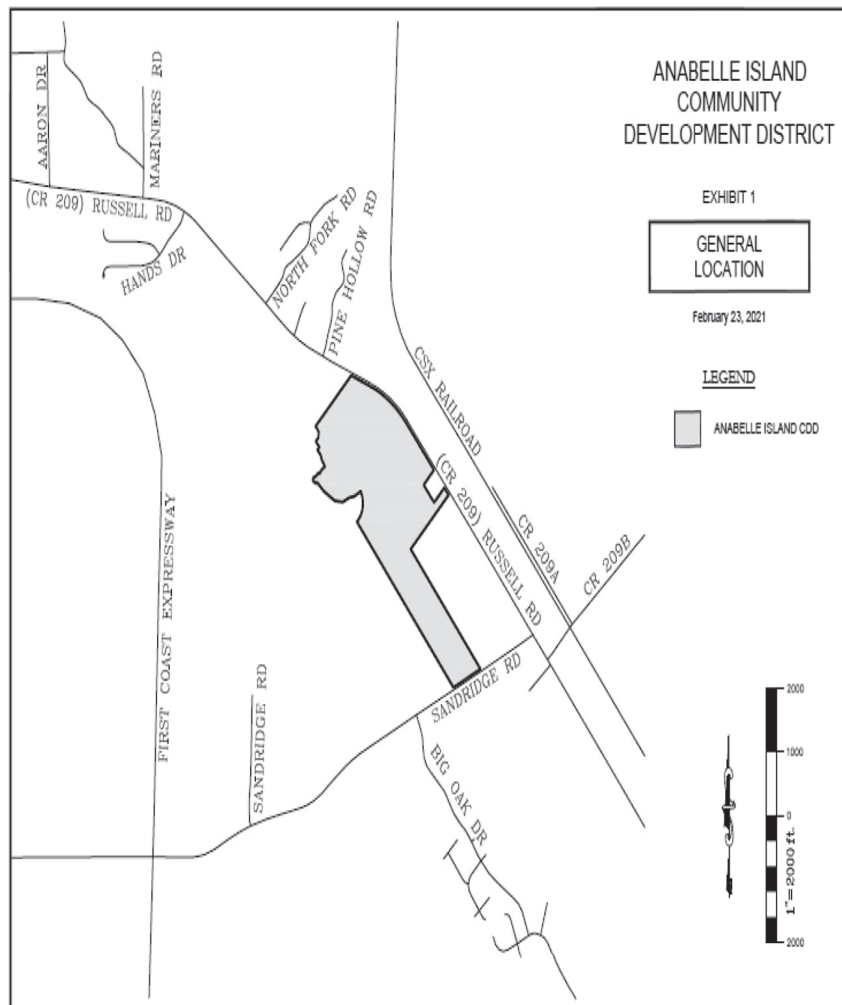 ANABELLE ISLAND
COMMUNITY
DEVELOPMENT DISTRICT
EXHIBIT 1
GENERAL
LOCATION
February 23, 2021
LEGEND
ANABELLE ISLAND CDD
AARON DR
MARINERS RD
(CR 209) RUSSELL RD
HANDS DR
NORTH FORK RD
PINE HOLLOW RD
CSX RAILROAD
(CR 209) RUSSELL RD
CR 209A
CR 209B
FIRST COAST EXPRESSWAY
SANDRIDGE RD
SANDRIDGE RD
BIG OAK DR
2000
1000
0
2000
1"=2000ft.